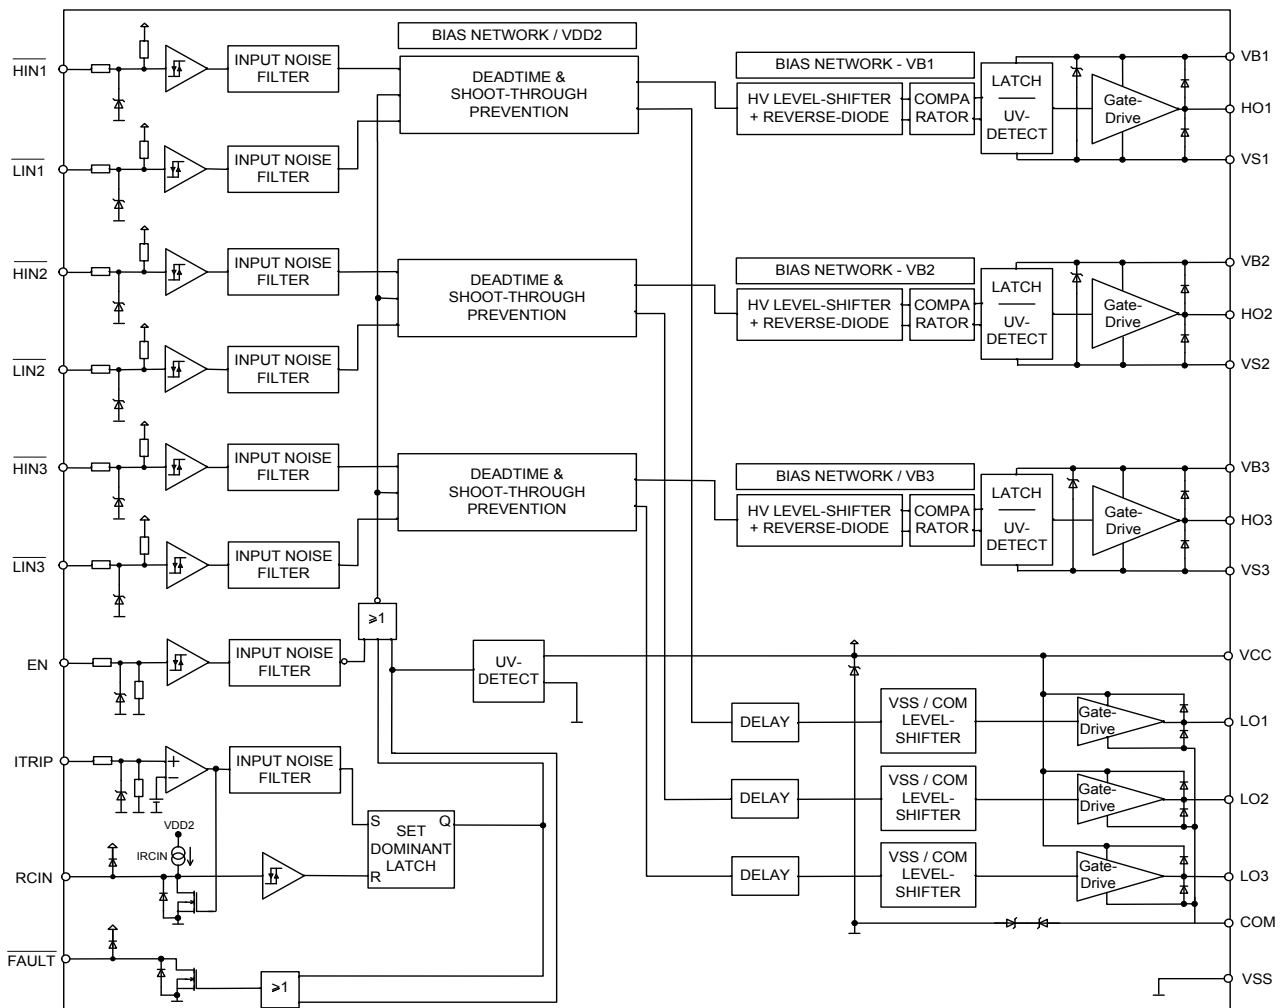 BIAS NETWORK / VDD2
HIN1
INPUT NOISE
FILTER
DEADTIME &
SHOOT-THROUGH
PREVENTION
BIAS NETWORK - VB1
HV LEVEL-SHIFTER
+ REVERSE-DIODE
COMPA
RATOR
LATCH
UV-
DETECT
Gate-
Drive
VB1
HO1
VS1
LIN1
INPUT NOISE
FILTER
HIN2
INPUT NOISE
FILTER
DEADTIME &
SHOOT-THROUGH
PREVENTION
BIAS NETWORK - VB2
HV LEVEL-SHIFTER
+ REVERSE-DIODE
COMPA
RATOR
LATCH
UV-
DETECT
Gate-
Drive
VB2
HO2
VS2
LIN2
INPUT NOISE
FILTER
HIN3
INPUT NOISE
FILTER
DEADTIME &
SHOOT-THROUGH
PREVENTION
BIAS NETWORK / VB3
HV LEVEL-SHIFTER
+ REVERSE-DIODE
COMPA
RATOR
LATCH
UV-
DETECT
Gate-
Drive
VB3
HO3
VS3
LIN3
INPUT NOISE
FILTER
≥1
EN
INPUT NOISE
FILTER
UV-
DETECT
VCC
DELAY
VSS / COM
LEVEL-
SHIFTER
Gate-
Drive
LO1
ITRIP
+
−
INPUT NOISE
FILTER
DELAY
VSS / COM
LEVEL-
SHIFTER
Gate-
Drive
LO2
VDD2
IRCIN
RCIN
S
Q
SET
DOMINANT
LATCH
R
DELAY
VSS / COM
LEVEL-
SHIFTER
Gate-
Drive
LO3
COM
FAULT
≥1
VSS